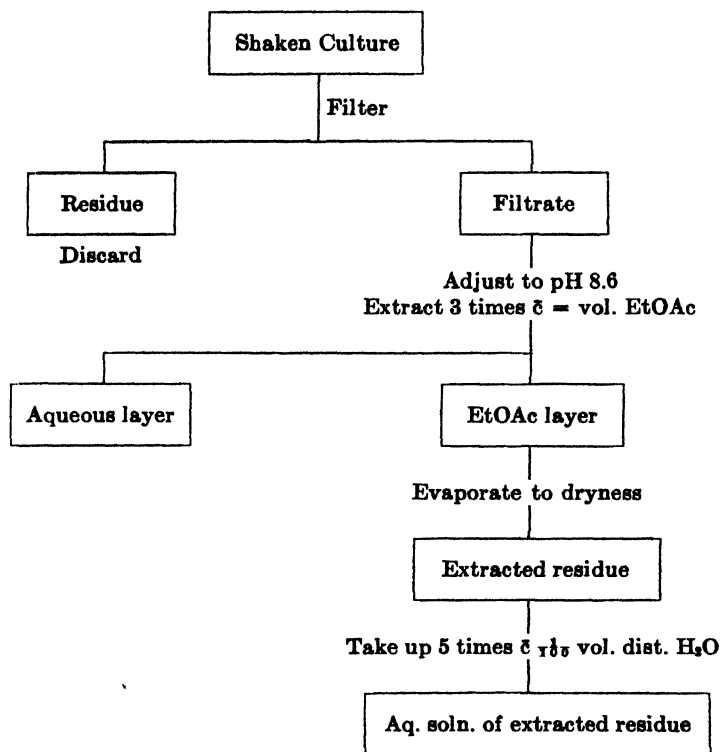 Shaken Culture
Filter
Residue
Filtrate
Discard
Adjust to pH 8.6
Extract 3 times c̄ = vol. EtOAc
Aqueous layer
EtOAc layer
Evaporate to dryness
Extracted residue
Take up 5 times c̄ 1/100 vol. dist. H₂O
Aq. soln. of extracted residue